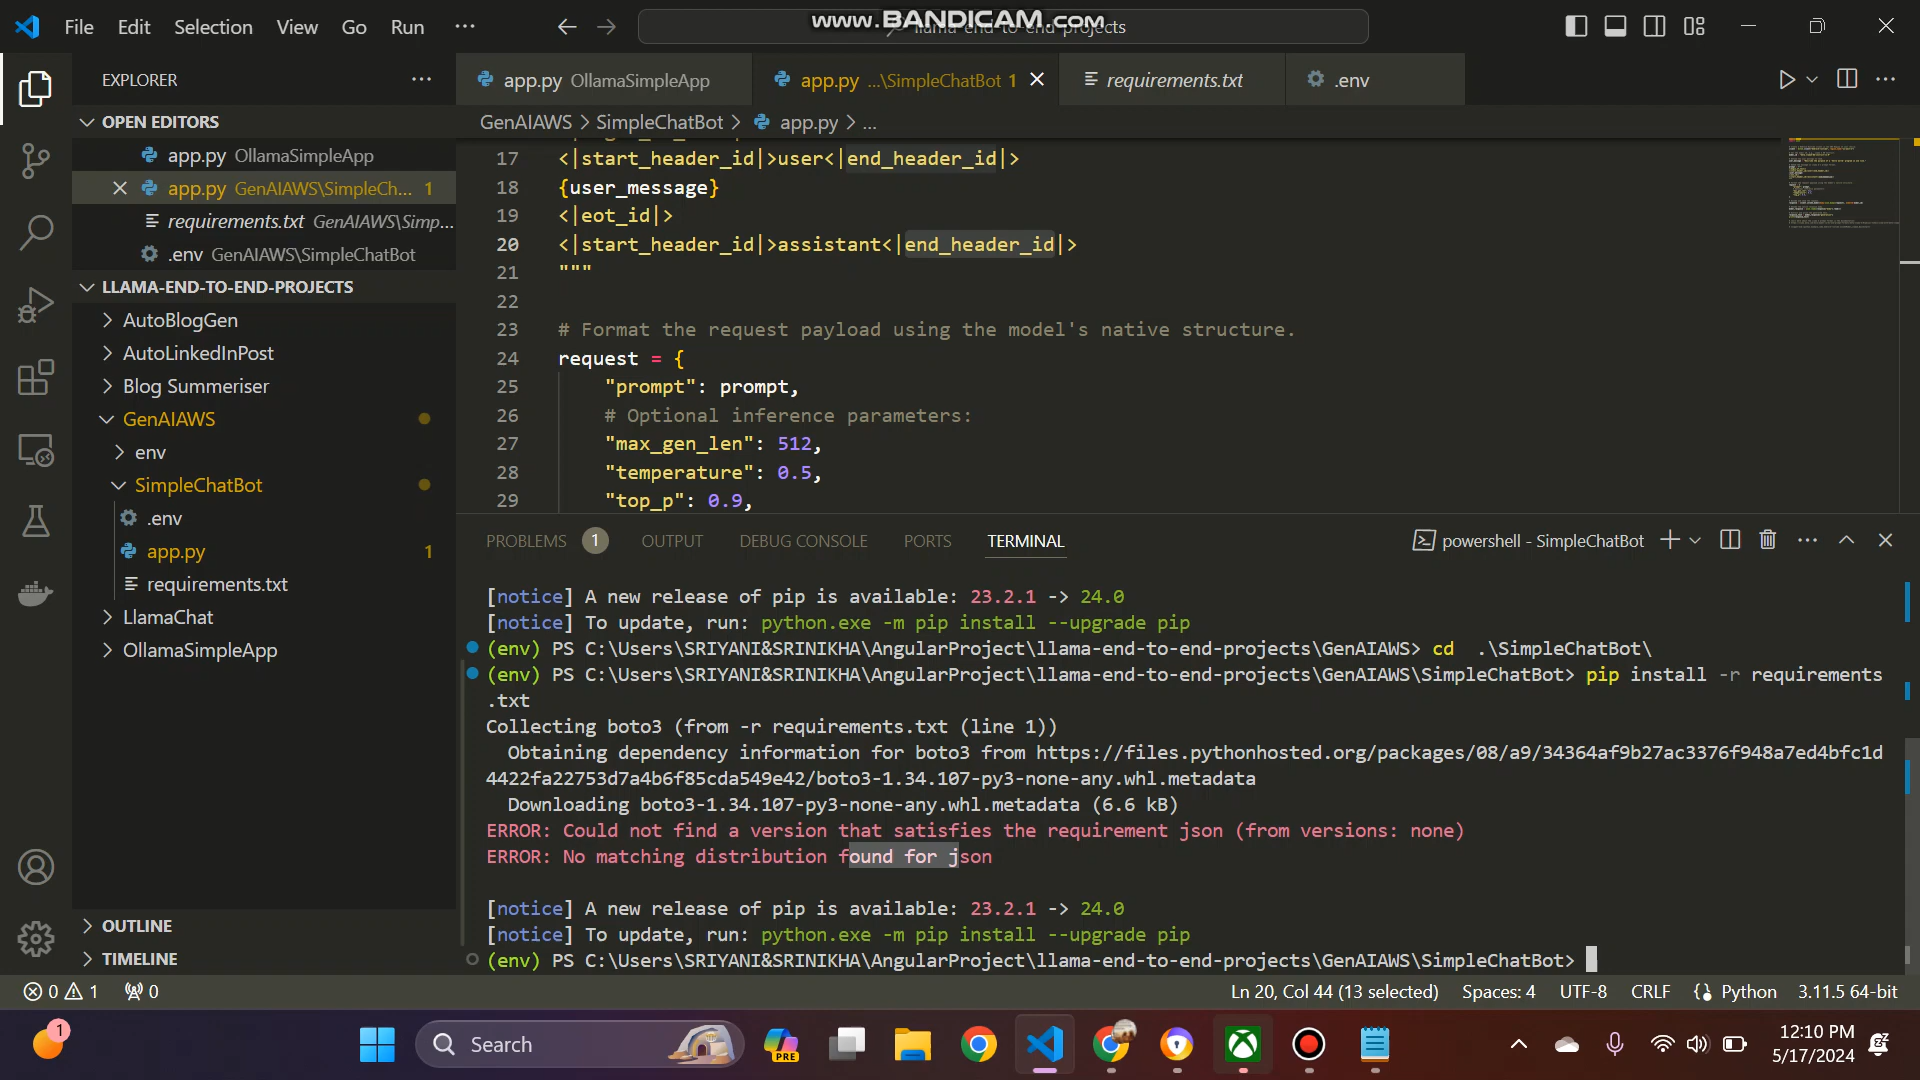 File Edit Selection View Go Run ···
www.BANDICAM.com
llama-end-to-end-projects
EXPLORER
app.py OllamaSimpleApp
app.py ...\SimpleChatBot 1
requirements.txt
.env
OPEN EDITORS
app.py OllamaSimpleApp
app.py GenAIAWS\SimpleCh... 1
requirements.txt GenAIAWS\Simp...
.env GenAIAWS\SimpleChatBot
LLAMA-END-TO-END-PROJECTS
AutoBlogGen
AutoLinkedInPost
Blog Summeriser
GenAIAWS
env
SimpleChatBot
.env
app.py 1
requirements.txt
LlamaChat
OllamaSimpleApp
OUTLINE
TIMELINE
GenAIAWS > SimpleChatBot > app.py > ...
17 <|start_header_id|>user<|end_header_id|>
18 {user_message}
19 <|eot_id|>
20 <|start_header_id|>assistant<|end_header_id|>
21 """
22
23 # Format the request payload using the model's native structure.
24 request = {
25 "prompt": prompt,
26 # Optional inference parameters:
27 "max_gen_len": 512,
28 "temperature": 0.5,
29 "top_p": 0.9,
PROBLEMS 1 OUTPUT DEBUG CONSOLE PORTS TERMINAL
powershell - SimpleChatBot
[notice] A new release of pip is available: 23.2.1 -> 24.0
[notice] To update, run: python.exe -m pip install --upgrade pip
(env) PS C:\Users\SRIYANI&SRINIKHA\AngularProject\llama-end-to-end-projects\GenAIAWS> cd .\SimpleChatBot\
(env) PS C:\Users\SRIYANI&SRINIKHA\AngularProject\llama-end-to-end-projects\GenAIAWS\SimpleChatBot> pip install -r requirements
.txt
Collecting boto3 (from -r requirements.txt (line 1))
Obtaining dependency information for boto3 from https://files.pythonhosted.org/packages/08/a9/34364af9b27ac3376f948a7ed4bfc1d
4422fa22753d7a4b6f85cda549e42/boto3-1.34.107-py3-none-any.whl.metadata
Downloading boto3-1.34.107-py3-none-any.whl.metadata (6.6 kB)
ERROR: Could not find a version that satisfies the requirement json (from versions: none)
ERROR: No matching distribution found for json
[notice] A new release of pip is available: 23.2.1 -> 24.0
[notice] To update, run: python.exe -m pip install --upgrade pip
(env) PS C:\Users\SRIYANI&SRINIKHA\AngularProject\llama-end-to-end-projects\GenAIAWS\SimpleChatBot>
0 1 0
Ln 20, Col 44 (13 selected) Spaces: 4 UTF-8 CRLF Python 3.11.5 64-bit
1
Search
PRE
12:10 PM
5/17/2024